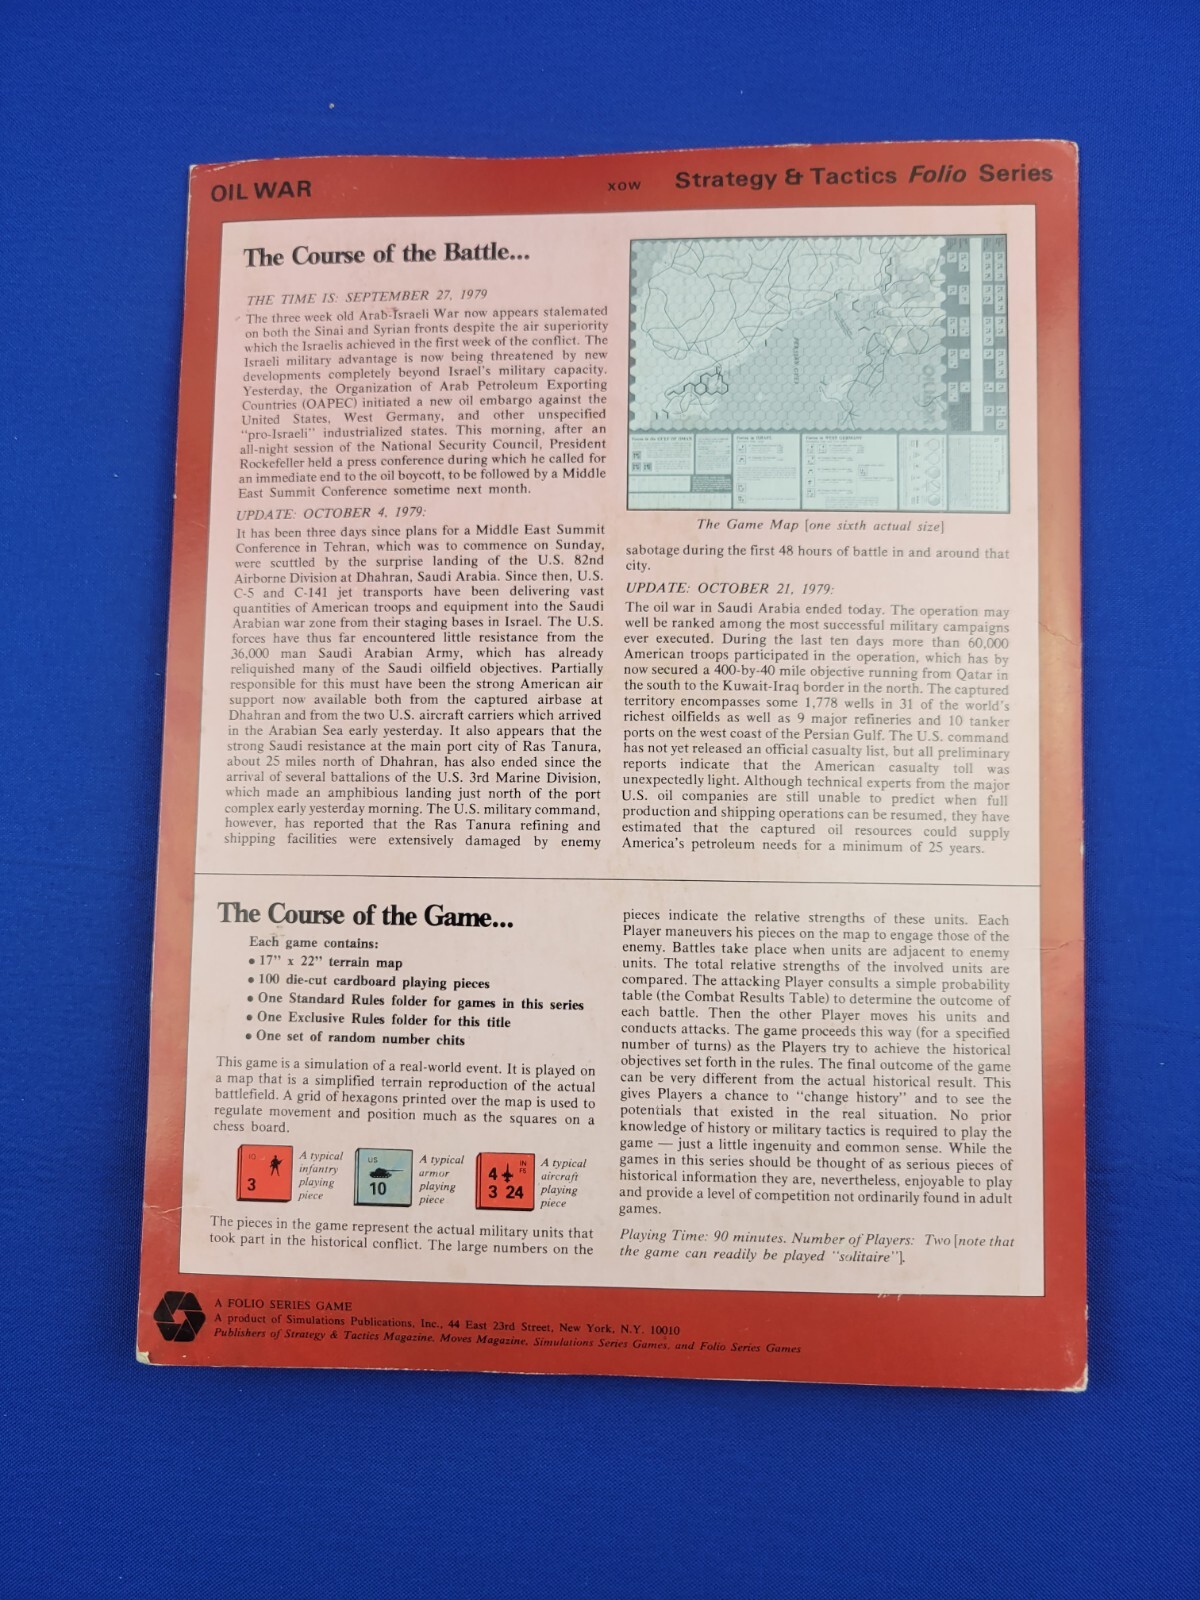 OIL WAR
XOW
Strategy & Tactics Folio Series
The Course of the Battle...
THE TIME IS: SEPTEMBER 27, 1979
The three week old Arab-Israeli War now appears stalemated
on both the Sinai and Syrian fronts despite the air superiority
which the Israelis achieved in the first week of the conflict. The
Israeli military advantage is now being threatened by new
developments completely beyond Israel's military capacity.
Yesterday, the Organization of Arab Petroleum Exporting
Countries (OAPEC) initiated a new oil embargo against the
United States, West Germany, and other unspecified
"pro-Israeli" industrialized states. This morning, after an
all-night session of the National Security Council, President
Rockefeller held a press conference during which he called for
an immediate end to the oil boycott, to be followed by a Middle
East Summit Conference sometime next month.
UPDATE: OCTOBER 4, 1979:
It has been three days since plans for a Middle East Summit
Conference in Tehran, which was to commence on Sunday,
were scuttled by the surprise landing of the U.S. 82nd
Airborne Division at Dhahran, Saudi Arabia. Since then, U.S.
C-5 and C-141 jet transports have been delivering vast
quantities of American troops and equipment into the Saudi
Arabian war zone from their staging bases in Israel. The U.S.
forces have thus far encountered little resistance from the
36,000 man Saudi Arabian Army, which has already
reliquished many of the Saudi oilfield objectives. Partially
responsible for this must have been the strong American air
support now available both from the captured airbase at
Dhahran and from the two U.S. aircraft carriers which arrived
in the Arabian Sea early yesterday. It also appears that the
strong Saudi resistance at the main port city of Ras Tanura,
about 25 miles north of Dhahran, has also ended since the
arrival of several battalions of the U.S. 3rd Marine Division,
which made an amphibious landing just north of the port
complex early yesterday morning. The U.S. military command,
however, has reported that the Ras Tanura refining and
shipping facilities were extensively damaged by enemy
The Game Map [one sixth actual size]
sabotage during the first 48 hours of battle in and around that
city.
UPDATE: OCTOBER 21, 1979:
The oil war in Saudi Arabia ended today. The operation may
well be ranked among the most successful military campaigns
ever executed. During the last ten days more than 60,000
American troops participated in the operation, which has by
now secured a 400-by-40 mile objective running from Qatar in
the south to the Kuwait-Iraq border in the north. The captured
territory encompasses some 1,778 wells in 31 of the world's
richest oilfields as well as 9 major refineries and 10 tanker
ports on the west coast of the Persian Gulf. The U.S. command
has not yet released an official casualty list, but all preliminary
reports indicate that the American casualty toll was
unexpectedly light. Although technical experts from the major
U.S. oil companies are still unable to predict when full
production and shipping operations can be resumed, they have
estimated that the captured oil resources could supply
America's petroleum needs for a minimum of 25 years.
The Course of the Game...
Each game contains:
• 17" x 22" terrain map
• 100 die-cut cardboard playing pieces
• One Standard Rules folder for games in this series
• One Exclusive Rules folder for this title
• One set of random number chits
This game is a simulation of a real-world event. It is played on
a map that is a simplified terrain reproduction of the actual
battlefield. A grid of hexagons printed over the map is used to
regulate movement and position much as the squares on a
chess board.
3
A typical
infantry
playing
piece
US
10
A typical
armor
playing
piece
4 IN
FS
3 24
A typical
aircraft
playing
piece
The pieces in the game represent the actual military units that
took part in the historical conflict. The large numbers on the
pieces indicate the relative strengths of these units. Each
Player maneuvers his pieces on the map to engage those of the
enemy. Battles take place when units are adjacent to enemy
units. The total relative strengths of the involved units are
compared. The attacking Player consults a simple probability
table (the Combat Results Table) to determine the outcome of
each battle. Then the other Player moves his units and
conducts attacks. The game proceeds this way (for a specified
number of turns) as the Players try to achieve the historical
objectives set forth in the rules. The final outcome of the game
can be very different from the actual historical result. This
gives Players a chance to "change history" and to see the
potentials that existed in the real situation. No prior
knowledge of history or military tactics is required to play the
game — just a little ingenuity and common sense. While the
games in this series should be thought of as serious pieces of
historical information they are, nevertheless, enjoyable to play
and provide a level of competition not ordinarily found in adult
games.
Playing Time: 90 minutes. Number of Players: Two [note that
the game can readily be played "solitaire"].
A FOLIO SERIES GAME
A product of Simulations Publications, Inc., 44 East 23rd Street, New York, N.Y. 10010
Publishers of Strategy & Tactics Magazine, Moves Magazine, Simulations Series Games, and Folio Series Games